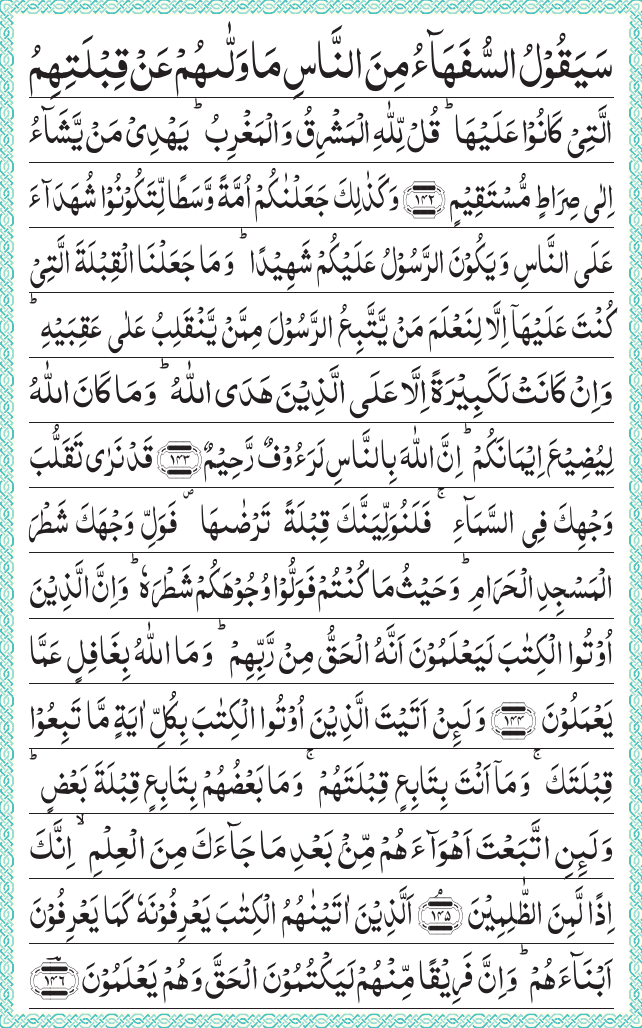 سَيَقُوْلُ السُّفَهَآءُ مِنَ النَّاسِ مَا وَلّٰىهُمْ عَنْ قِبْلَتِهِمُ
الَّتِىْ كَانُوْا عَلَيْهَا ؕ قُلْ لِّلّٰهِ الْمَشْرِقُ وَالْمَغْرِبُ ؕ يَهْدِىْ مَنْ يَّشَآءُ
اِلٰى صِرَاطٍ مُّسْتَقِيْمٍ ﴿۱۴۲﴾ وَكَذٰلِكَ جَعَلْنٰكُمْ اُمَّةً وَّسَطًا لِّتَكُوْنُوْا شُهَدَآءَ
عَلَى النَّاسِ وَيَكُوْنَ الرَّسُوْلُ عَلَيْكُمْ شَهِيْدًا ؕ وَمَا جَعَلْنَا الْقِبْلَةَ الَّتِىْ
كُنْتَ عَلَيْهَاۤ اِلَّا لِنَعْلَمَ مَنْ يَّتَّبِعُ الرَّسُوْلَ مِمَّنْ يَّنْقَلِبُ عَلٰى عَقِبَيْهِ ؕ
وَاِنْ كَانَتْ لَكَبِيْرَةً اِلَّا عَلَى الَّذِيْنَ هَدَى اللّٰهُ ؕ وَمَا كَانَ اللّٰهُ
لِيُضِيْعَ اِيْمَانَكُمْ ؕ اِنَّ اللّٰهَ بِالنَّاسِ لَرَءُوْفٌ رَّحِيْمٌ ﴿۱۴۳﴾ قَدْ نَرٰى تَقَلُّبَ
وَجْهِكَ فِى السَّمَآءِ ۚ فَلَنُوَلِّيَنَّكَ قِبْلَةً تَرْضٰىهَا ۪ فَوَلِّ وَجْهَكَ شَطْرَ
الْمَسْجِدِ الْحَرَامِ ؕ وَحَيْثُ مَا كُنْتُمْ فَوَلُّوْا وُجُوْهَكُمْ شَطْرَهٗ ؕ وَاِنَّ الَّذِيْنَ
اُوْتُوا الْكِتٰبَ لَيَعْلَمُوْنَ اَنَّهُ الْحَقُّ مِنْ رَّبِّهِمْ ؕ وَمَا اللّٰهُ بِغَافِلٍ عَمَّا
يَعْمَلُوْنَ ﴿۱۴۴﴾ وَلَئِنْ اَتَيْتَ الَّذِيْنَ اُوْتُوا الْكِتٰبَ بِكُلِّ اٰيَةٍ مَّا تَبِعُوْا
قِبْلَتَكَ ۚ وَمَاۤ اَنْتَ بِتَابِعٍ قِبْلَتَهُمْ ۚ وَمَا بَعْضُهُمْ بِتَابِعٍ قِبْلَةَ بَعْضٍ ؕ
وَلَئِنِ اتَّبَعْتَ اَهْوَآءَهُمْ مِّنْۢ بَعْدِ مَا جَآءَكَ مِنَ الْعِلْمِ ۙ اِنَّكَ
اِذًا لَّمِنَ الظّٰلِمِيْنَ ﴿۱۴۵﴾ اَلَّذِيْنَ اٰتَيْنٰهُمُ الْكِتٰبَ يَعْرِفُوْنَهٗ كَمَا يَعْرِفُوْنَ
اَبْنَآءَهُمْ ؕ وَاِنَّ فَرِيْقًا مِّنْهُمْ لَيَكْتُمُوْنَ الْحَقَّ وَهُمْ يَعْلَمُوْنَ ﴿۱۴۶﴾